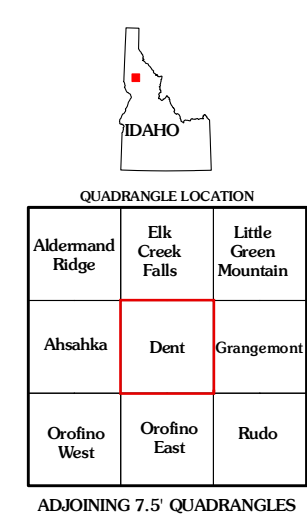 IDAHO
QUADRANGLE LOCATION
Aldermand
Ridge
Elk
Creek
Falls
Little
Green
Mountain
Ahsahka
Dent
Grangemont
Orofino
West
Orofino
East
Rudo
ADJOINING 7.5' QUADRANGLES